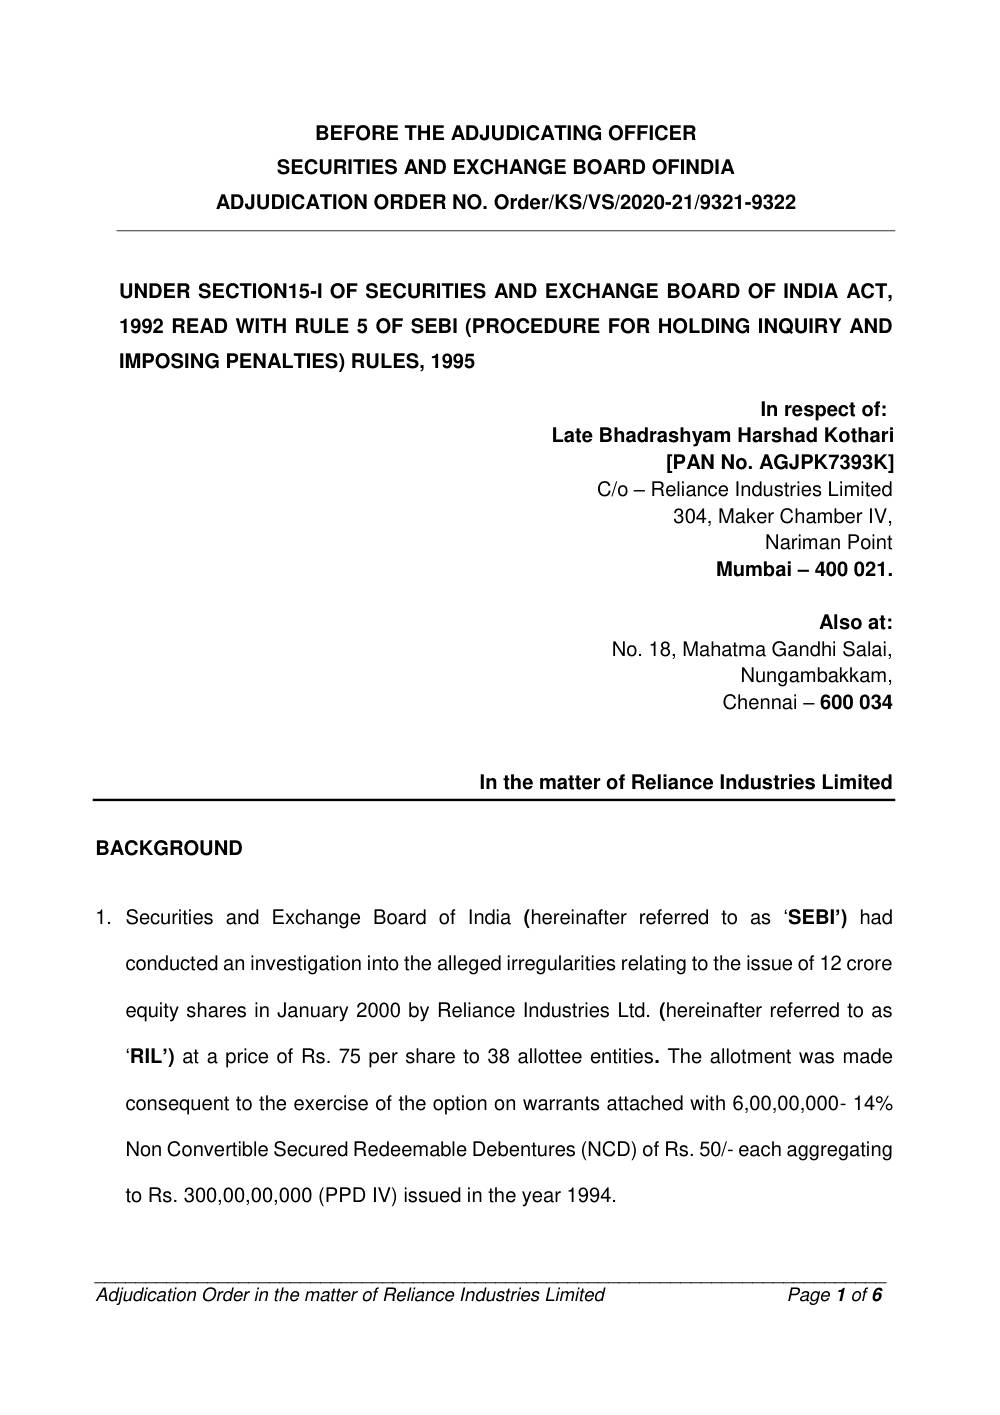 BEFORE THE ADJUDICATING OFFICER
SECURITIES AND EXCHANGE BOARD OFINDIA
ADJUDICATION ORDER NO. Order/KS/VS/2020-21/9321-9322
UNDER SECTION15-I OF SECURITIES AND EXCHANGE BOARD OF INDIA ACT,
1992 READ WITH RULE 5 OF SEBI (PROCEDURE FOR HOLDING INQUIRY AND
IMPOSING PENALTIES) RULES, 1995
In respect of:
Late Bhadrashyam Harshad Kothari
[PAN No. AGJPK7393K]
C/o – Reliance Industries Limited
304, Maker Chamber IV,
Nariman Point
Mumbai – 400 021.
Also at:
No. 18, Mahatma Gandhi Salai,
Nungambakkam,
Chennai – 600 034
In the matter of Reliance Industries Limited
BACKGROUND
1. Securities and Exchange Board of India (hereinafter referred to as ‘SEBI’) had
conducted an investigation into the alleged irregularities relating to the issue of 12 crore
equity shares in January 2000 by Reliance Industries Ltd. (hereinafter referred to as
‘RIL’) at a price of Rs. 75 per share to 38 allottee entities. The allotment was made
consequent to the exercise of the option on warrants attached with 6,00,00,000- 14%
Non Convertible Secured Redeemable Debentures (NCD) of Rs. 50/- each aggregating
to Rs. 300,00,00,000 (PPD IV) issued in the year 1994.
Adjudication Order in the matter of Reliance Industries Limited Page 1 of 6